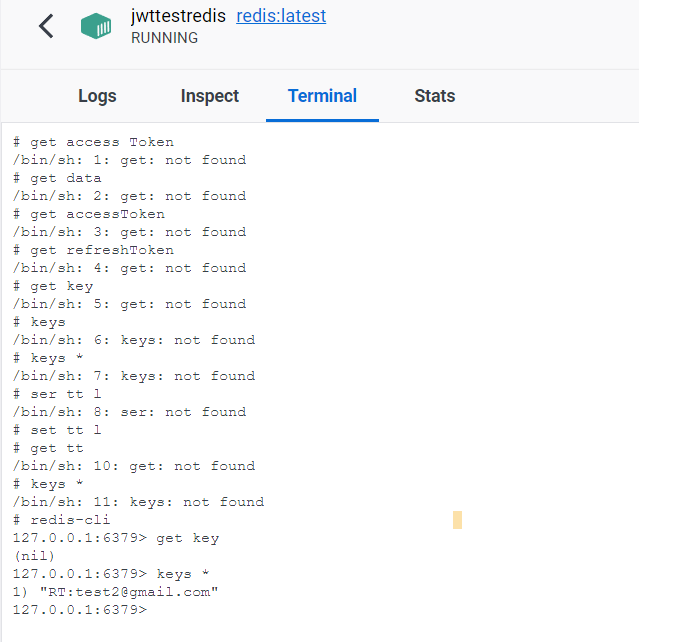 jwttestredis redis:latest
RUNNING
Logs Inspect Terminal Stats
# get access Token
/bin/sh: 1: get: not found
# get data
/bin/sh: 2: get: not found
# get accessToken
/bin/sh: 3: get: not found
# get refreshToken
/bin/sh: 4: get: not found
# get key
/bin/sh: 5: get: not found
# keys
/bin/sh: 6: keys: not found
# keys *
/bin/sh: 7: keys: not found
# ser tt l
/bin/sh: 8: ser: not found
# set tt l
# get tt
/bin/sh: 10: get: not found
# keys *
/bin/sh: 11: keys: not found
# redis-cli
127.0.0.1:6379> get key
(nil)
127.0.0.1:6379> keys *
1) "RT:test2@gmail.com"
127.0.0.1:6379>